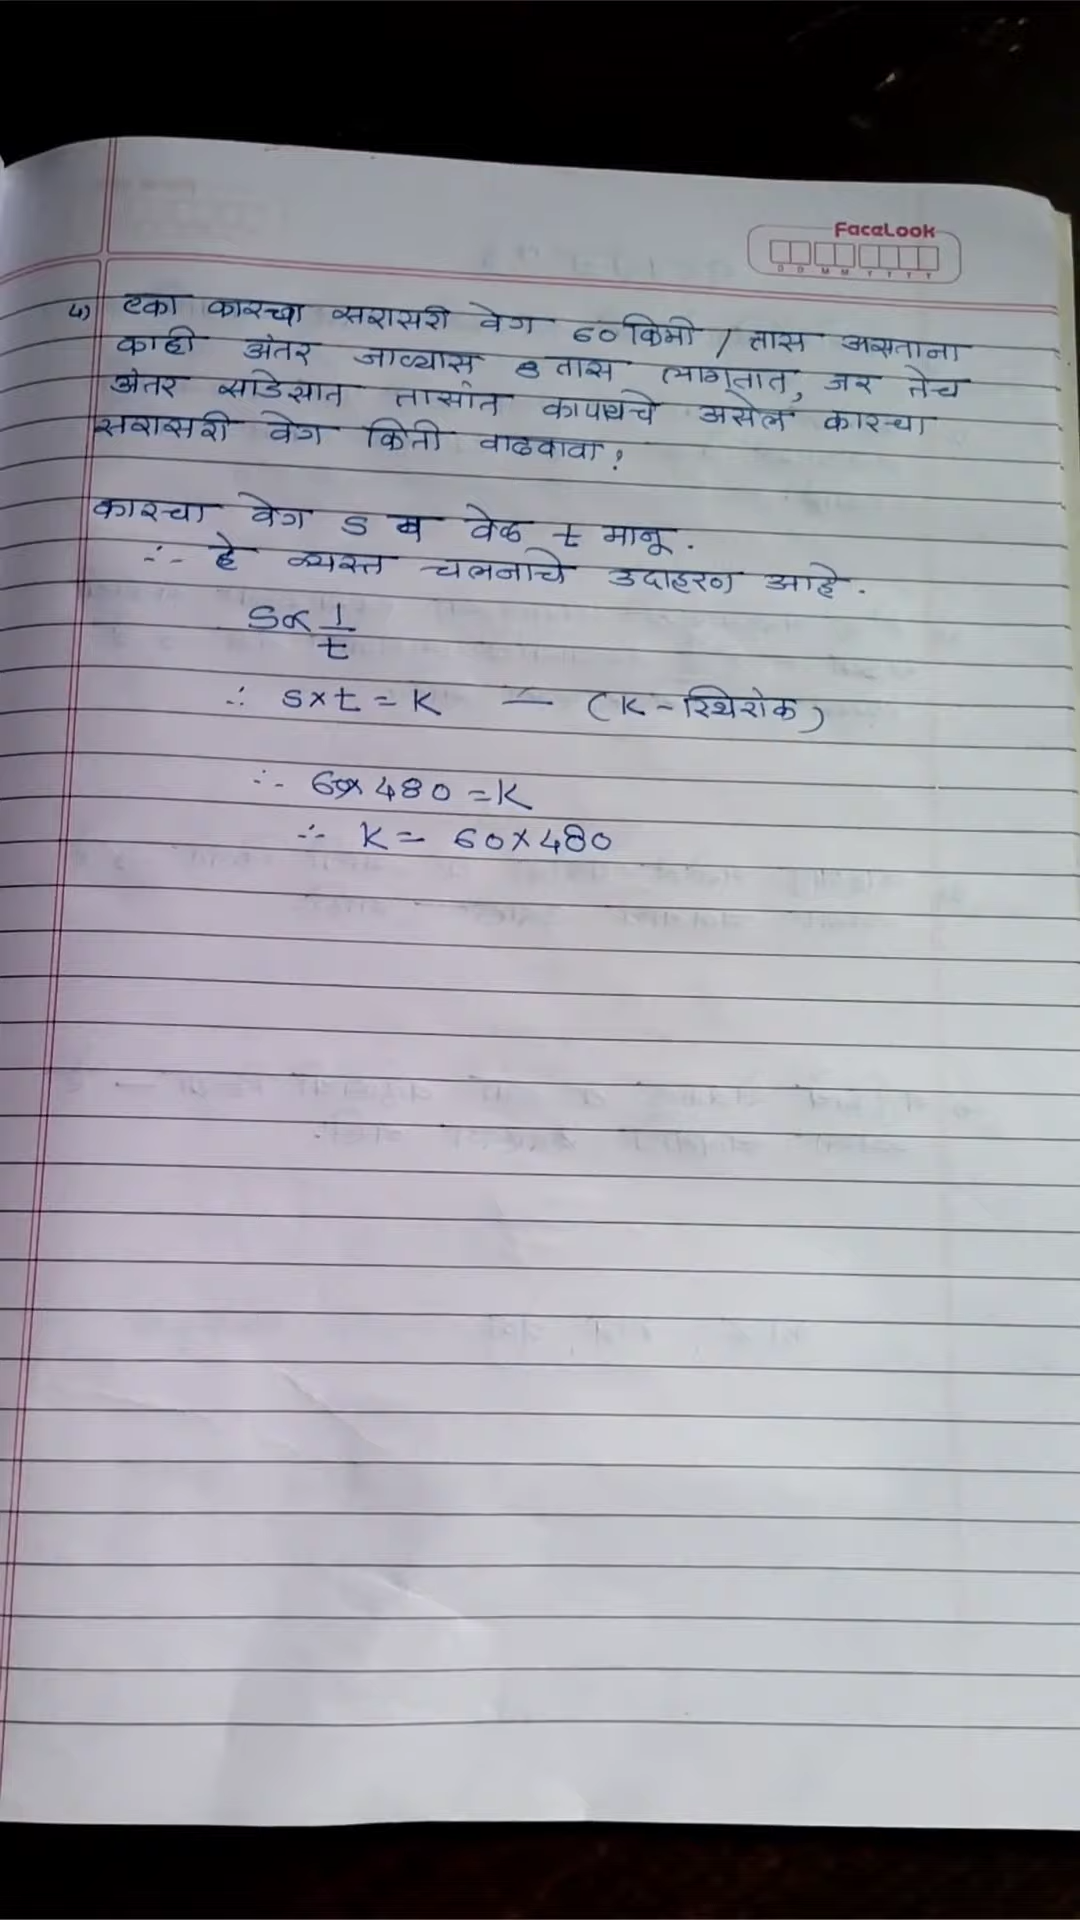 FaceLook
D D M M Y Y Y Y
५) एका कारचा सरासरी वेग 60 किमी / तास असताना
काही अंतर जाण्यास 8 तास लागतात, जर तेच
अंतर साडेसात तासांत कापायचे असेल कारचा
सरासरी वेग किती वाढवावा?
कारचा वेग S व वेळ t मानू.
∴ हे व्यस्त चलनाचे उदाहरण आहे.
S ∝ 1/t
∴ S × t = K — (K - स्थिरांक)
∴ 60 × 480 = K
∴ K = 60 × 480